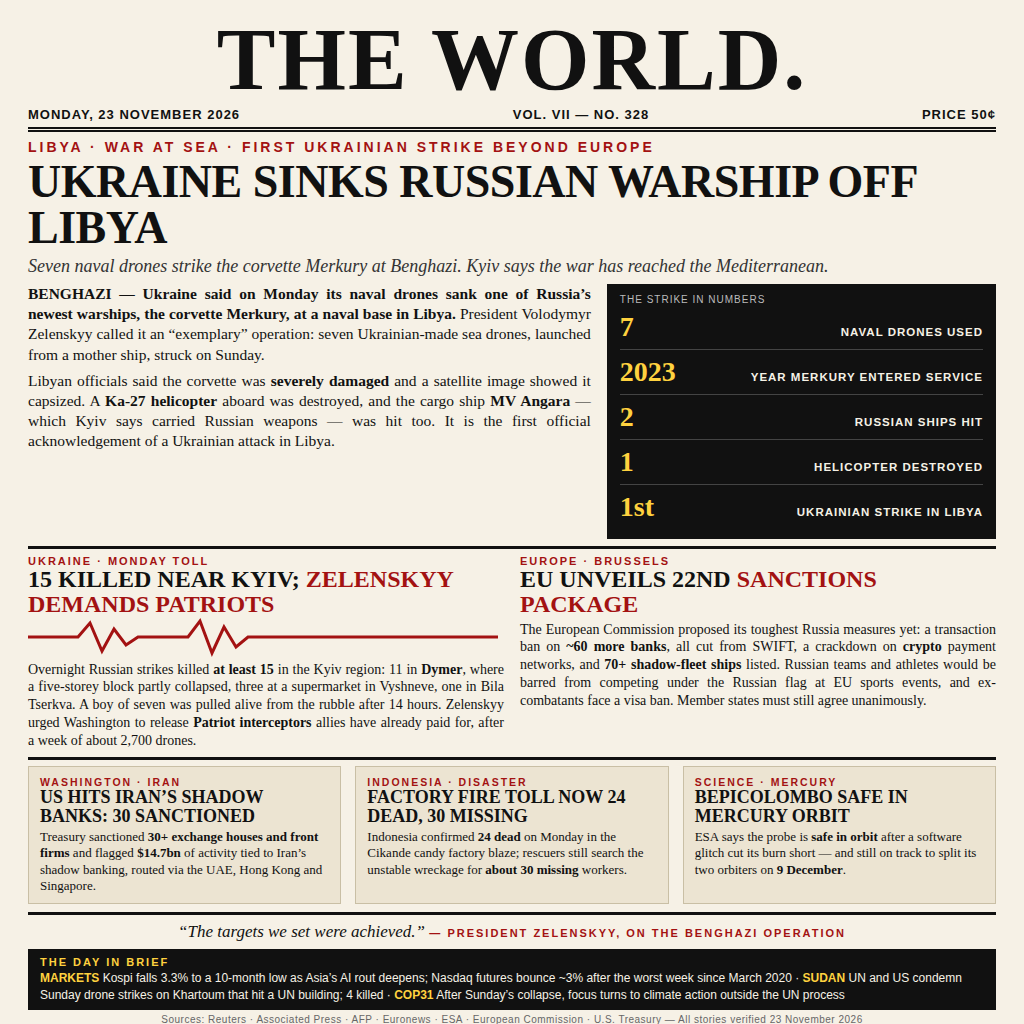 THE WORLD.
MONDAY, 23 NOVEMBER 2026
VOL. VII — NO. 328
PRICE 50¢
LIBYA · WAR AT SEA · FIRST UKRAINIAN STRIKE BEYOND EUROPE
UKRAINE SINKS RUSSIAN WARSHIP OFF
LIBYA
Seven naval drones strike the corvette Merkury at Benghazi. Kyiv says the war has reached the Mediterranean.
BENGHAZI — Ukraine said on Monday its naval drones sank one of Russia’s
newest warships, the corvette Merkury, at a naval base in Libya. President Volodymyr
Zelenskyy called it an “exemplary” operation: seven Ukrainian-made sea drones, launched
from a mother ship, struck on Sunday.
Libyan officials said the corvette was severely damaged and a satellite image showed it
capsized. A Ka-27 helicopter aboard was destroyed, and the cargo ship MV Angara —
which Kyiv says carried Russian weapons — was hit too. It is the first official
acknowledgement of a Ukrainian attack in Libya.
THE STRIKE IN NUMBERS
7 NAVAL DRONES USED
2023 YEAR MERKURY ENTERED SERVICE
2 RUSSIAN SHIPS HIT
1 HELICOPTER DESTROYED
1st UKRAINIAN STRIKE IN LIBYA
UKRAINE · MONDAY TOLL
15 KILLED NEAR KYIV; ZELENSKYY
DEMANDS PATRIOTS
Overnight Russian strikes killed at least 15 in the Kyiv region: 11 in Dymer, where
a five-storey block partly collapsed, three at a supermarket in Vyshneve, one in Bila
Tserkva. A boy of seven was pulled alive from the rubble after 14 hours. Zelenskyy
urged Washington to release Patriot interceptors allies have already paid for, after
a week of about 2,700 drones.
EUROPE · BRUSSELS
EU UNVEILS 22ND SANCTIONS
PACKAGE
The European Commission proposed its toughest Russia measures yet: a transaction
ban on ~60 more banks, all cut from SWIFT, a crackdown on crypto payment
networks, and 70+ shadow-fleet ships listed. Russian teams and athletes would be
barred from competing under the Russian flag at EU sports events, and ex-
combatants face a visa ban. Member states must still agree unanimously.
WASHINGTON · IRAN
US HITS IRAN’S SHADOW
BANKS: 30 SANCTIONED
Treasury sanctioned 30+ exchange houses and front
firms and flagged $14.7bn of activity tied to Iran’s
shadow banking, routed via the UAE, Hong Kong and
Singapore.
INDONESIA · DISASTER
FACTORY FIRE TOLL NOW 24
DEAD, 30 MISSING
Indonesia confirmed 24 dead on Monday in the
Cikande candy factory blaze; rescuers still search the
unstable wreckage for about 30 missing workers.
SCIENCE · MERCURY
BEPICOLOMBO SAFE IN
MERCURY ORBIT
ESA says the probe is safe in orbit after a software
glitch cut its burn short — and still on track to split its
two orbiters on 9 December.
“The targets we set were achieved.” — PRESIDENT ZELENSKYY, ON THE BENGHAZI OPERATION
THE DAY IN BRIEF
MARKETS Kospi falls 3.3% to a 10-month low as Asia’s AI rout deepens; Nasdaq futures bounce ~3% after the worst week since March 2020 · SUDAN UN and US condemn
Sunday drone strikes on Khartoum that hit a UN building; 4 killed · COP31 After Sunday’s collapse, focus turns to climate action outside the UN process
Sources: Reuters · Associated Press · AFP · Euronews · ESA · European Commission · U.S. Treasury — All stories verified 23 November 2026